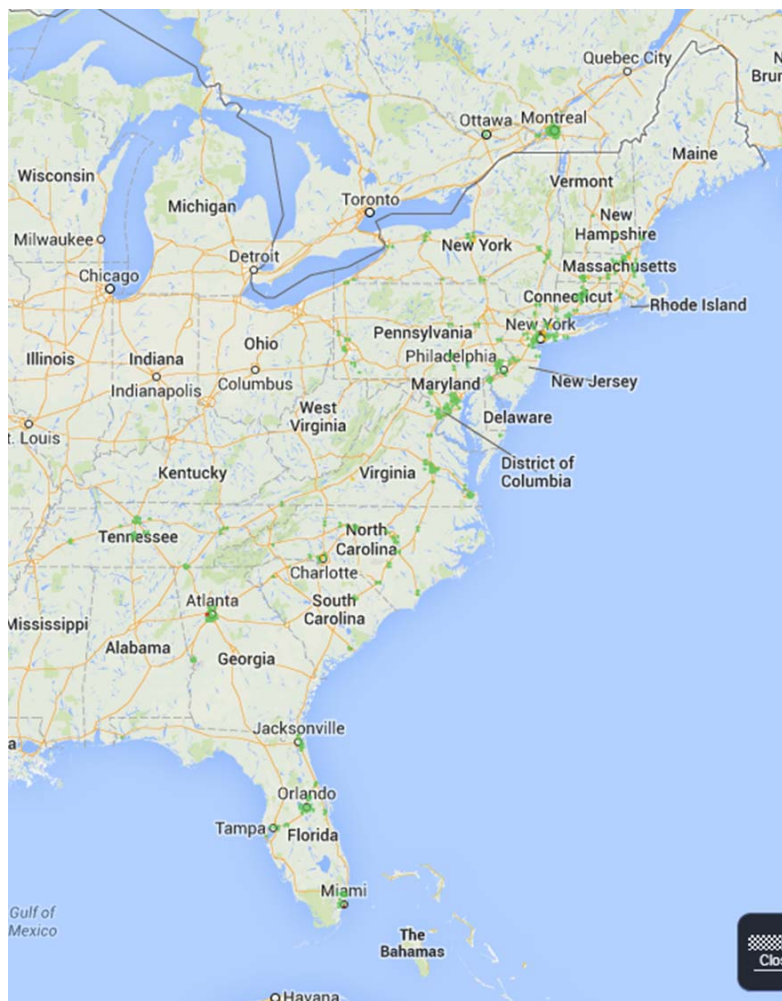 Quebec City
N
Brun
Ottawa
Montreal
Maine
Wisconsin
Vermont
Michigan
Toronto
New
Hampshire
Milwaukee
New York
Detroit
Massachusetts
Chicago
Connecticut
Rhode Island
New York
Pennsylvania
Ohio
Illinois
Indiana
Philadelphia
Indianapolis
Columbus
Maryland
New Jersey
West
Virginia
Delaware
t. Louis
District of
Columbia
Kentucky
Virginia
Tennessee
North
Carolina
Charlotte
Atlanta
South
Carolina
Mississippi
Alabama
Georgia
Jacksonville
a
Orlando
Tampa
Florida
Miami
Gulf of
Mexico
The
Bahamas
Clos
Havana